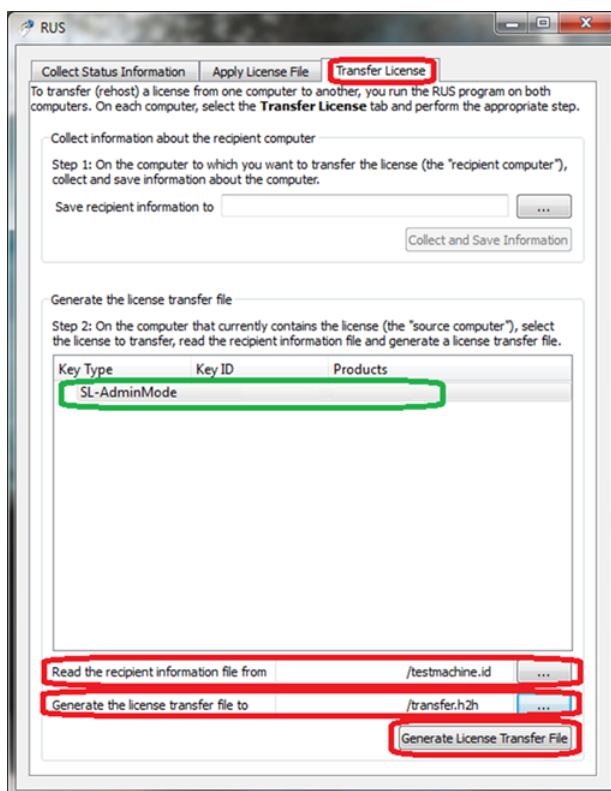 RUS
Collect Status Information
Apply License File
Transfer License
To transfer (rehost) a license from one computer to another, you run the RUS program on both
computers. On each computer, select the Transfer License tab and perform the appropriate step.
Collect information about the recipient computer
Step 1: On the computer to which you want to transfer the license (the "recipient computer"),
collect and save information about the computer.
Save recipient information to
...
Collect and Save Information
Generate the license transfer file
Step 2: On the computer that currently contains the license (the "source computer"), select
the license to transfer, read the recipient information file and generate a license transfer file.
Key Type Key ID Products
SL-AdminMode
Read the recipient information file from /testmachine.id ...
Generate the license transfer file to /transfer.h2h ...
Generate License Transfer File